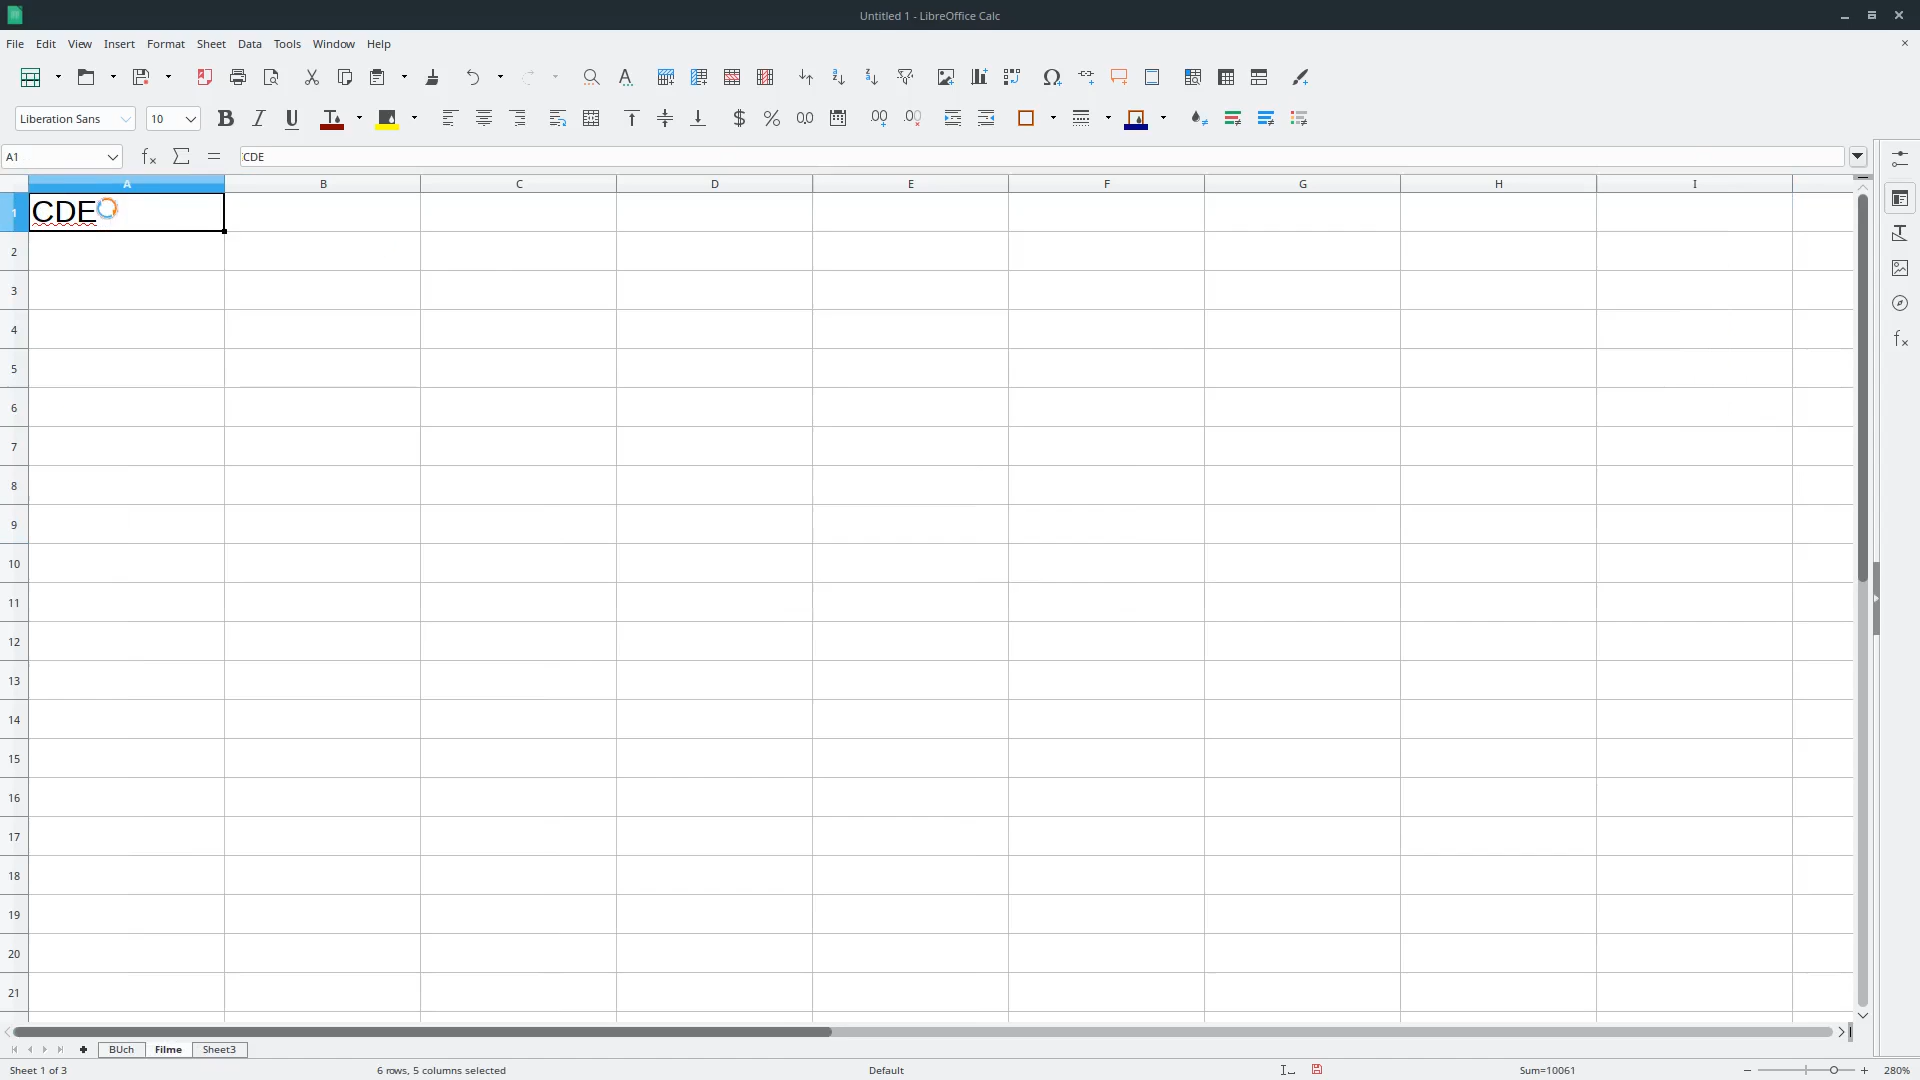 Untitled 1 - LibreOffice Calc
File Edit View Insert Format Sheet Data Tools Window Help
Liberation Sans 10
A1 CDE
A B C D E F G H I
1 CDE
2
3
4
5
6
7
8
9
10
11
12
13
14
15
16
17
18
19
20
21
BUch Filme Sheet3
Sheet 1 of 3 6 rows, 5 columns selected Default Sum=10061 280%